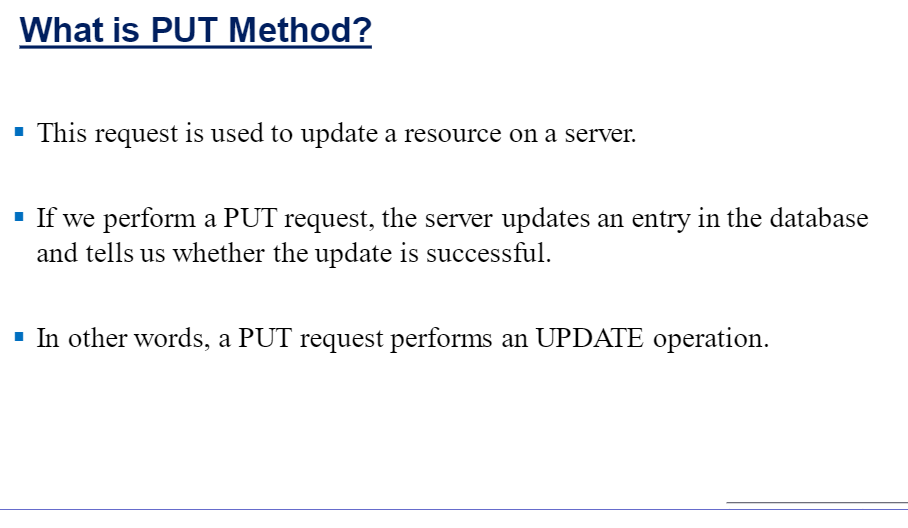 What is PUT Method?
This request is used to update a resource on a server.
If we perform a PUT request, the server updates an entry in the database
and tells us whether the update is successful.
In other words, a PUT request performs an UPDATE operation.